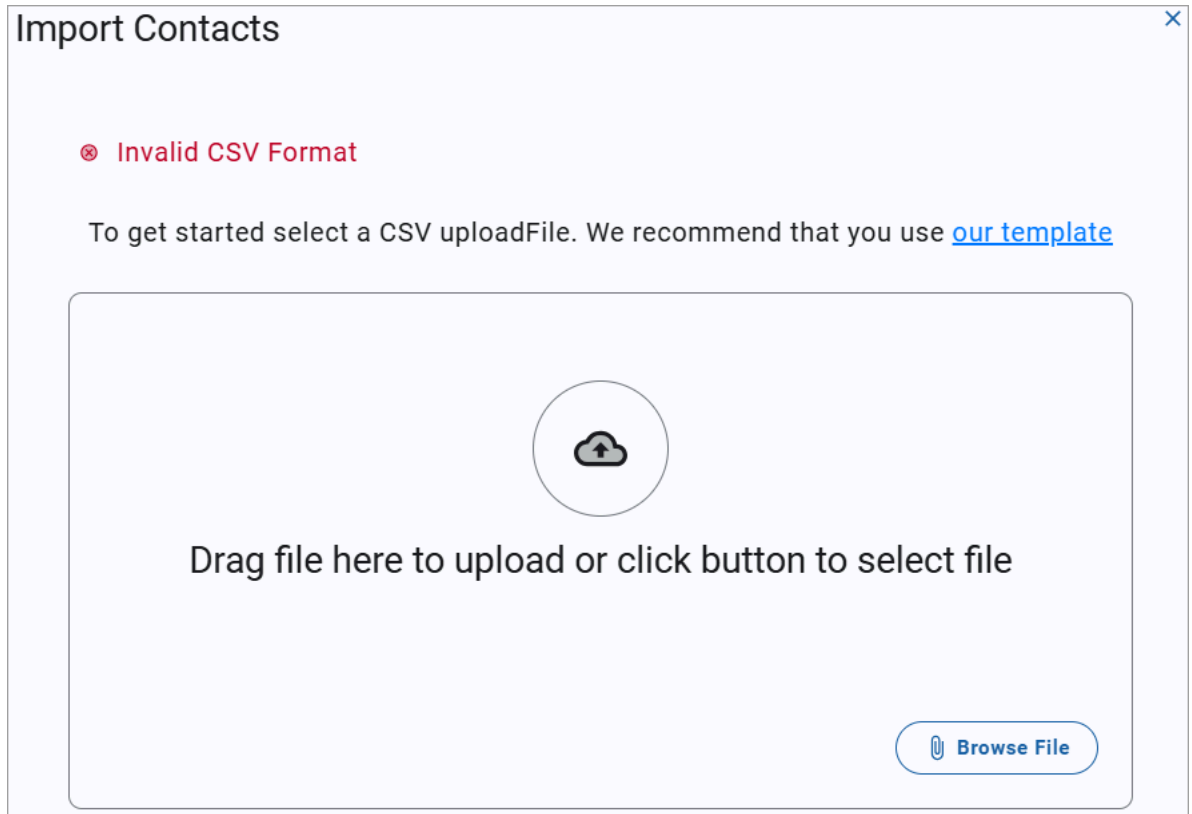 Import Contacts
Invalid CSV Format
To get started select a CSV uploadFile. We recommend that you use our template
Drag file here to upload or click button to select file
Browse File